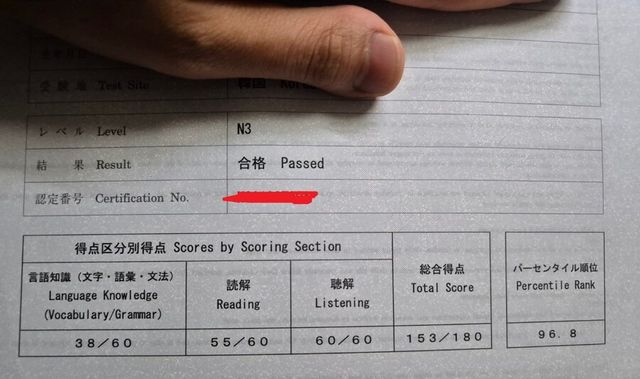 受 験 地 Test Site 韓国 Korea
レ ベ ル Level N3
結 果 Result 合格 Passed
認定番号 Certification No.
得点区分別得点 Scores by Scoring Section
言語知識（文字・語彙・文法）
Language Knowledge
(Vocabulary/Grammar)
読解
Reading
聴解
Listening
総合得点
Total Score
パーセンタイル順位
Percentile Rank
38／60 55／60 60／60 153／180 96．8